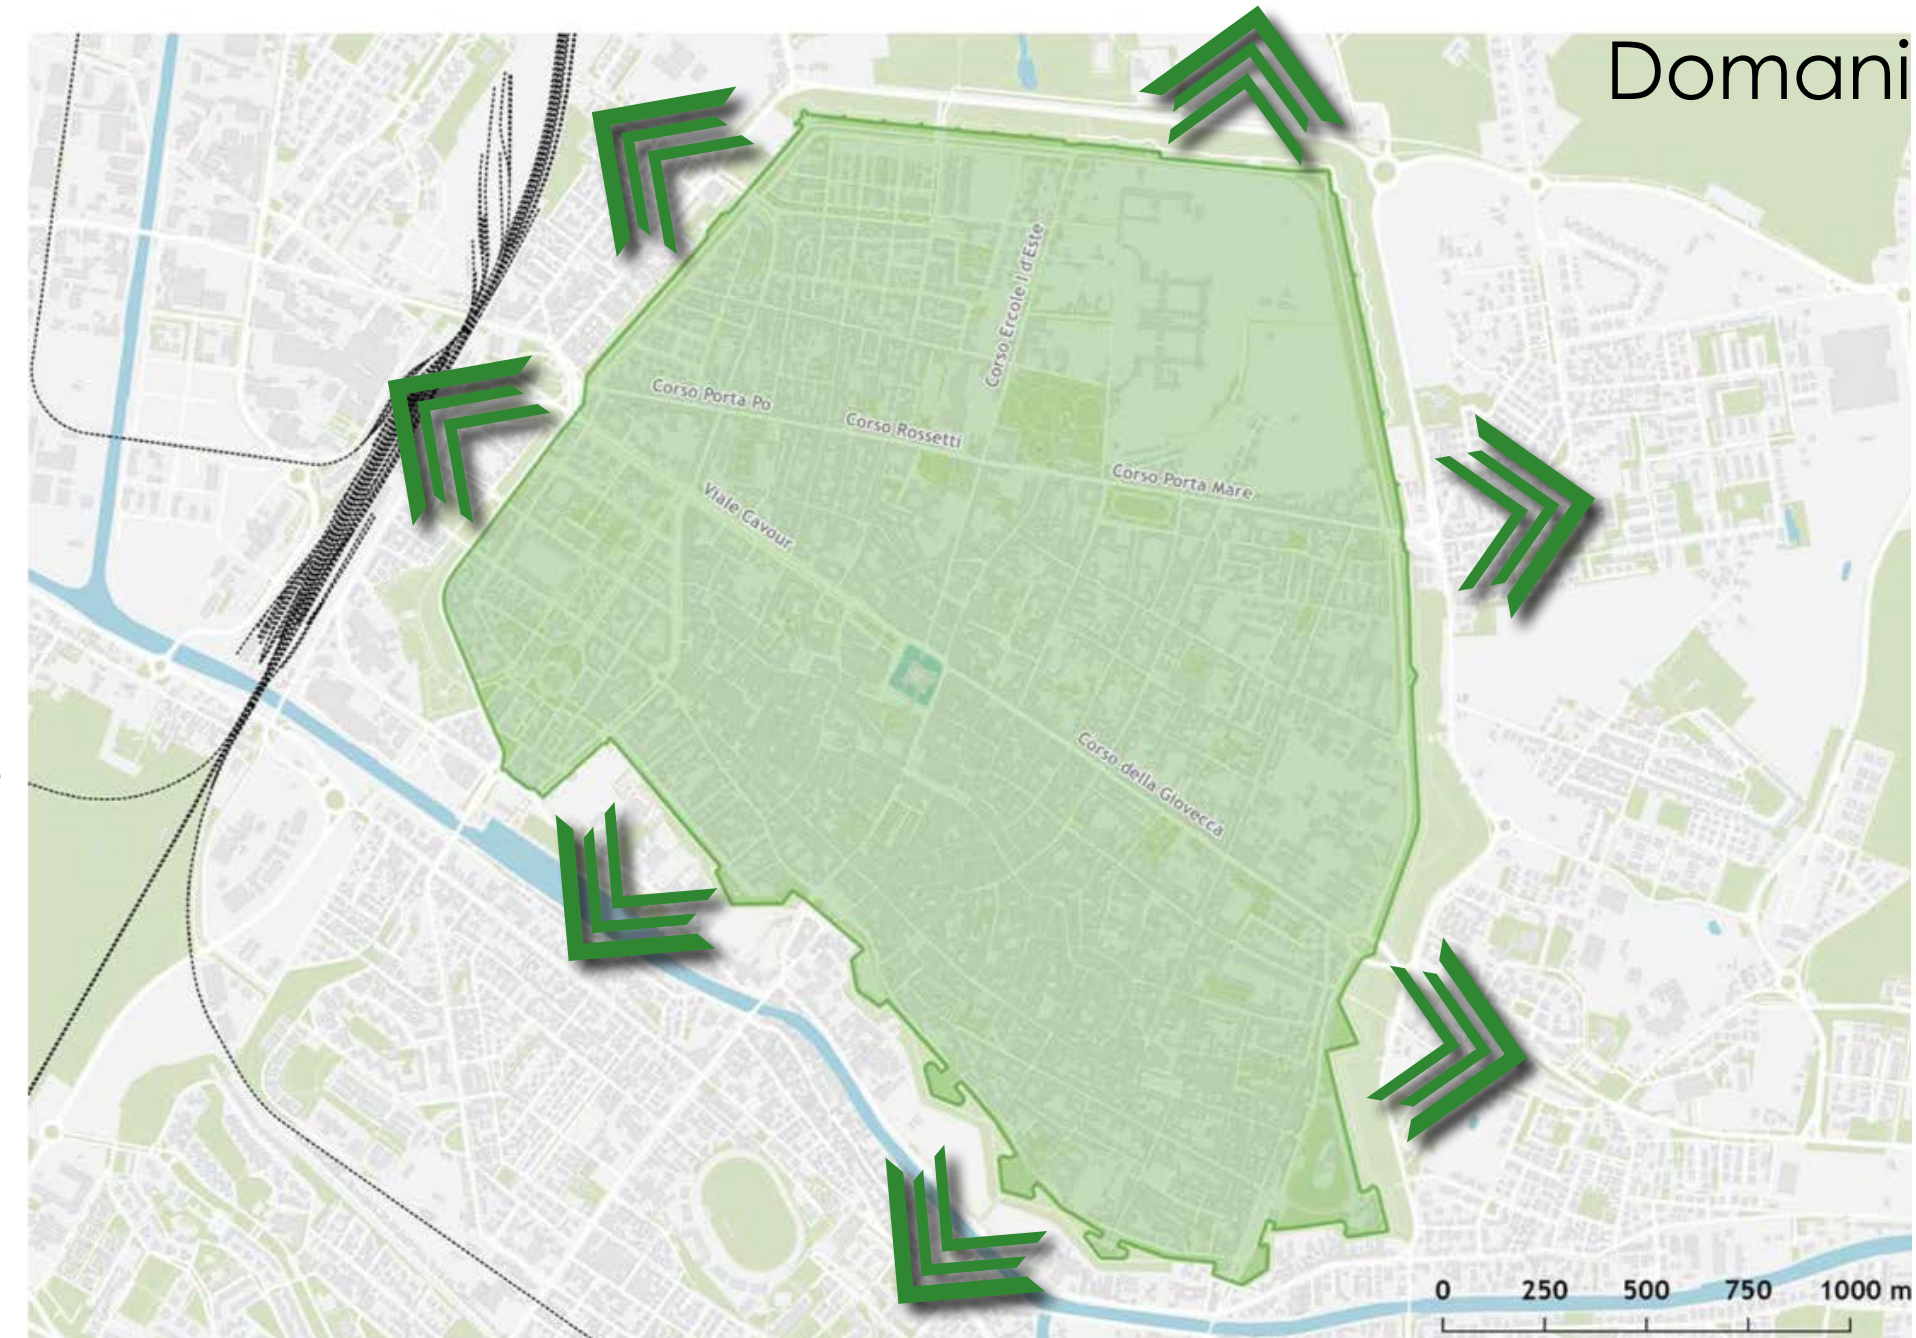 Domani
Corso Ercole I d'Este
Corso Porta Po
Corso Rossetti
Corso Porta Mare
Viale Cavour
Corso della Giovecca
0 250 500 750 1000 m